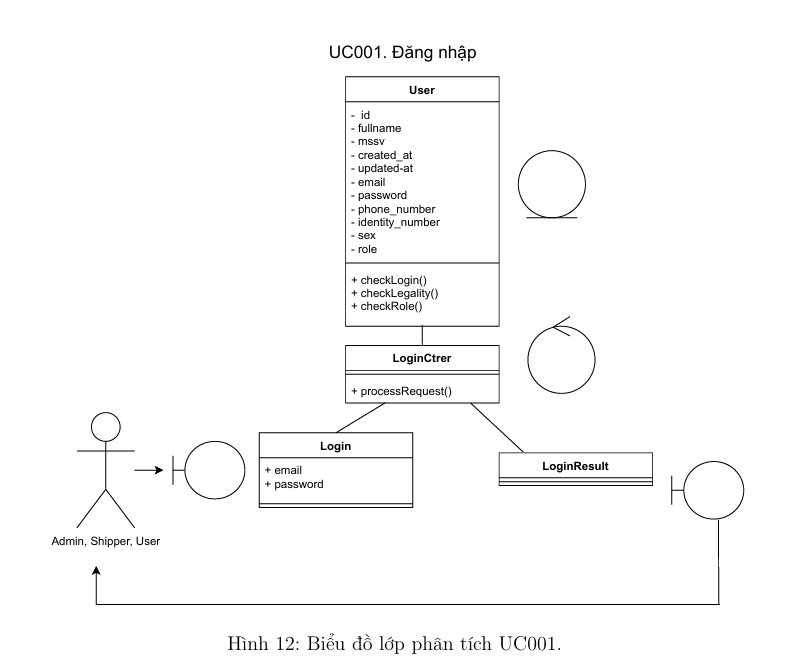 UC001. Đăng nhập
User
- id
- fullname
- mssv
- created_at
- updated-at
- email
- password
- phone_number
- identity_number
- sex
- role
+ checkLogin()
+ checkLegality()
+ checkRole()
LoginCtrer
+ processRequest()
Login
+ email
+ password
LoginResult
Admin, Shipper, User
Hình 12: Biểu đồ lớp phân tích UC001.